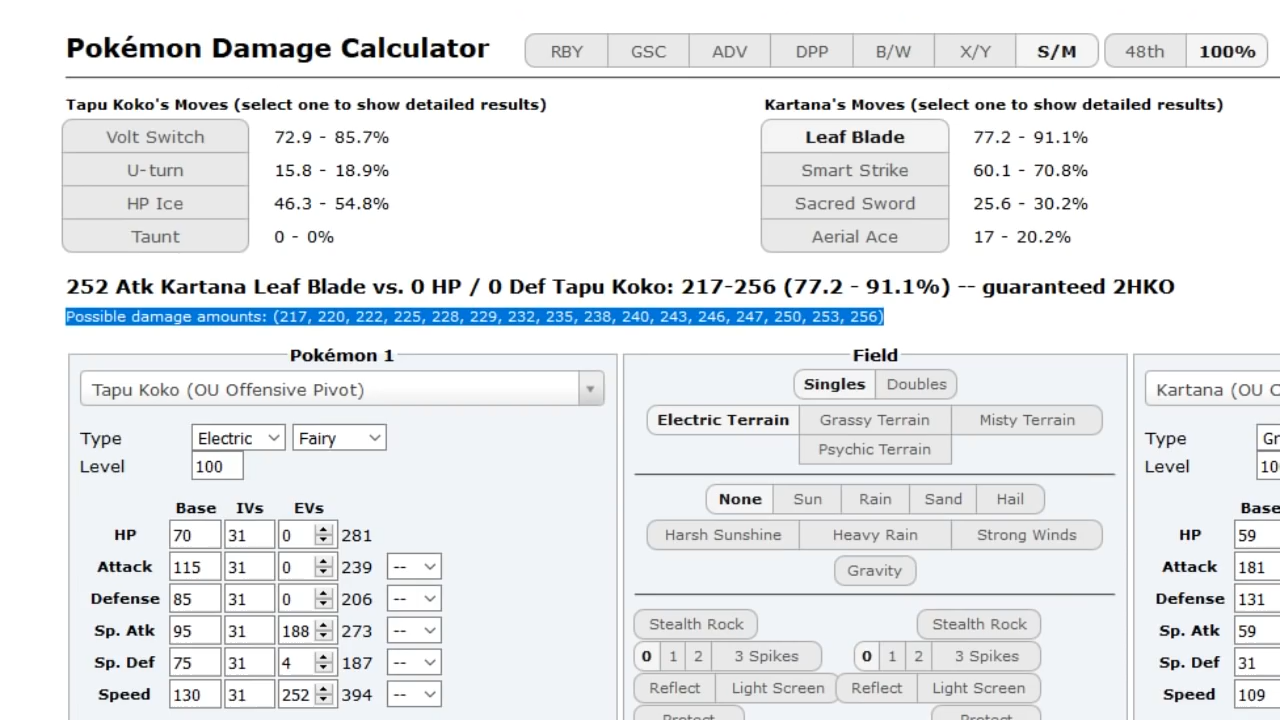 Pokémon Damage Calculator RBY GSC ADV DPP B/W X/Y S/M 48th 100%
Tapu Koko's Moves (select one to show detailed results) Kartana's Moves (select one to show detailed results)
Volt Switch 72.9 - 85.7% Leaf Blade 77.2 - 91.1%
U-turn 15.8 - 18.9% Smart Strike 60.1 - 70.8%
HP Ice 46.3 - 54.8% Sacred Sword 25.6 - 30.2%
Taunt 0 - 0% Aerial Ace 17 - 20.2%
252 Atk Kartana Leaf Blade vs. 0 HP / 0 Def Tapu Koko: 217-256 (77.2 - 91.1%) -- guaranteed 2HKO
Possible damage amounts: (217, 220, 222, 225, 228, 229, 232, 235, 238, 240, 243, 246, 247, 250, 253, 256)
Pokémon 1
Tapu Koko (OU Offensive Pivot)
Type Electric Fairy
Level 100
Base IVs EVs
HP 70 31 0 281
Attack 115 31 0 239 --
Defense 85 31 0 206 --
Sp. Atk 95 31 188 273 --
Sp. Def 75 31 4 187 --
Speed 130 31 252 394 --
Field
Singles Doubles
Electric Terrain Grassy Terrain Misty Terrain
Psychic Terrain
None Sun Rain Sand Hail
Harsh Sunshine Heavy Rain Strong Winds
Gravity
Stealth Rock Stealth Rock
0 1 2 3 Spikes 0 1 2 3 Spikes
Reflect Light Screen Reflect Light Screen
Protect Protect
Kartana (OU
Type
Level
Base
HP 59
Attack 181
Defense 131
Sp. Atk 59
Sp. Def 31
Speed 109